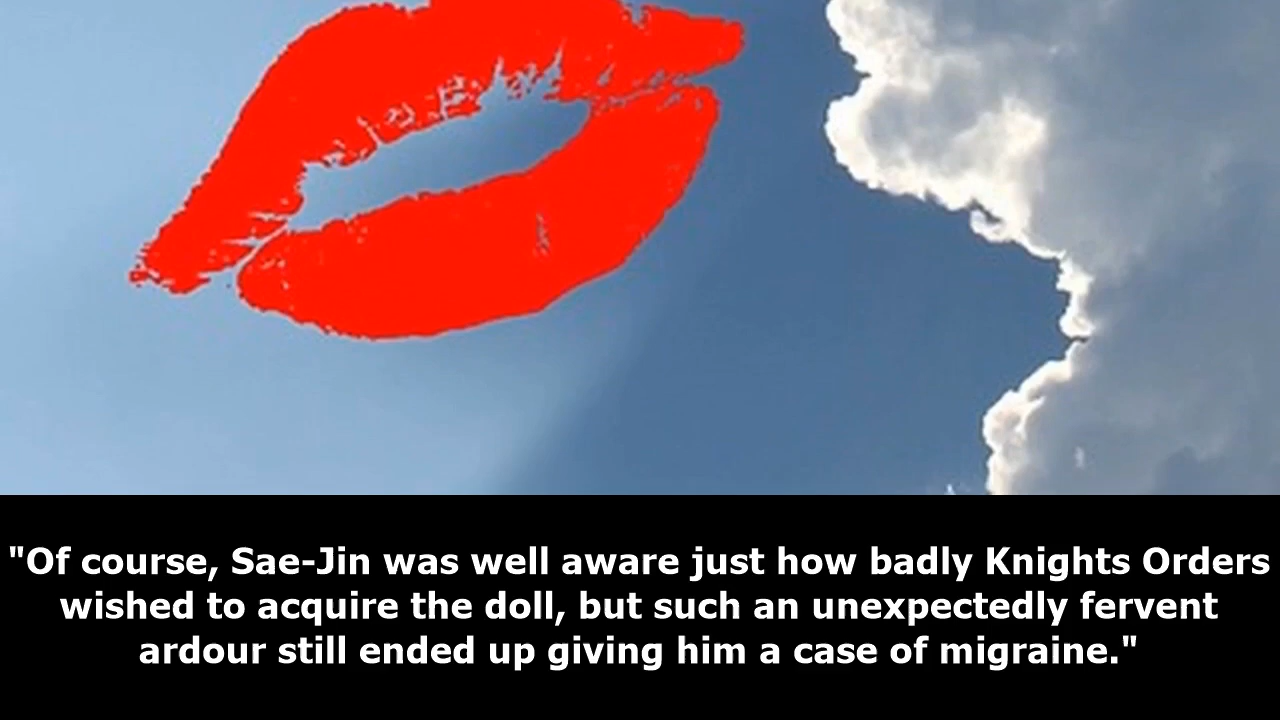 "Of course, Sae-Jin was well aware just how badly Knights Orders
wished to acquire the doll, but such an unexpectedly fervent
ardour still ended up giving him a case of migraine."